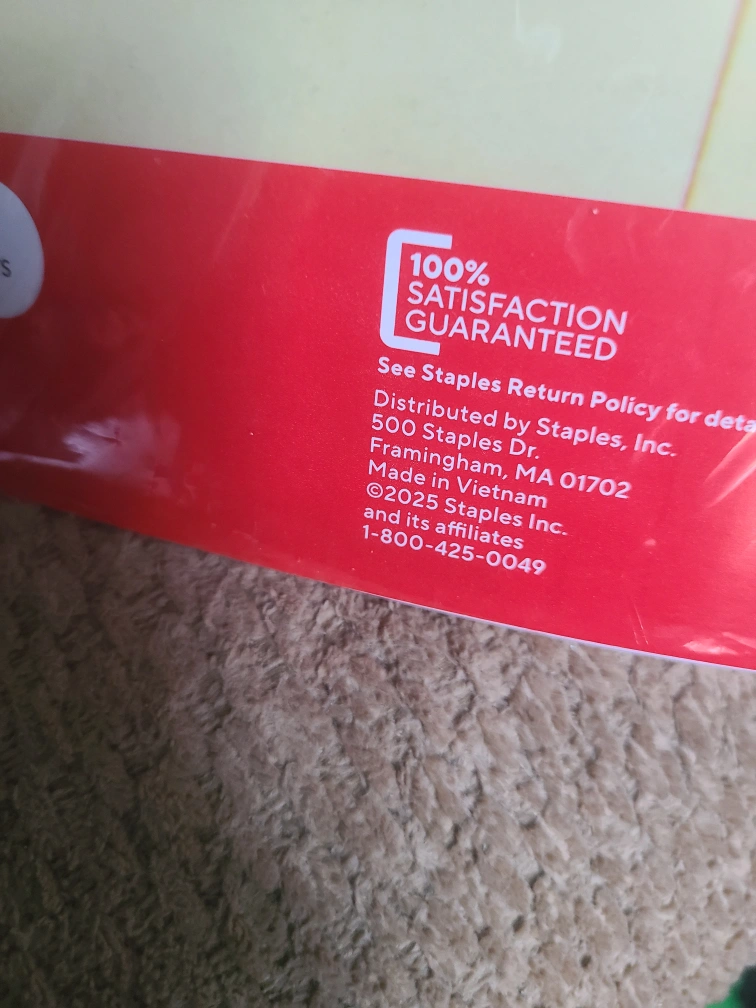 100%
SATISFACTION
GUARANTEED
See Staples Return Policy for
Distributed by Staples, Inc.
500 Staples Dr.
Framingham, MA 01702
Made in Vietnam
©2025 Staples Inc.
and its affiliates
1-800-425-0049